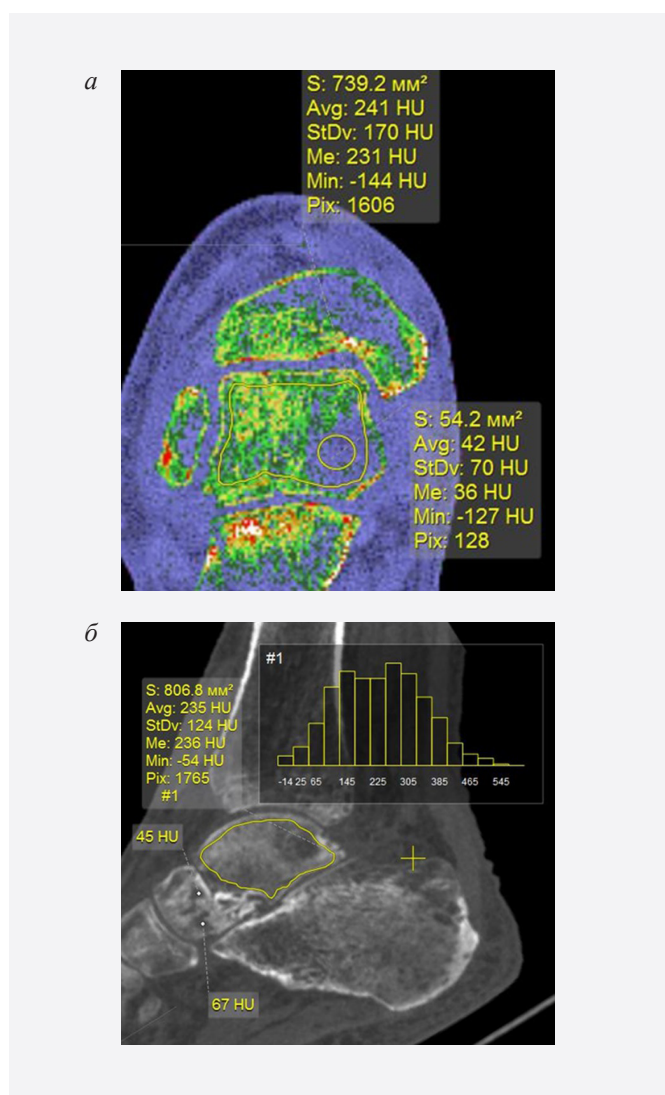 а
S: 739.2 мм²
Avg: 241 HU
StDv: 170 HU
Me: 231 HU
Min: -144 HU
Pix: 1606
S: 54.2 мм²
Avg: 42 HU
StDv: 70 HU
Me: 36 HU
Min: -127 HU
Pix: 128
б
#1
S: 806.8 мм²
Avg: 235 HU
StDv: 124 HU
Me: 236 HU
Min: -54 HU
Pix: 1765
#1
-14 25 65 145 225 305 385 465 545
45 HU
67 HU